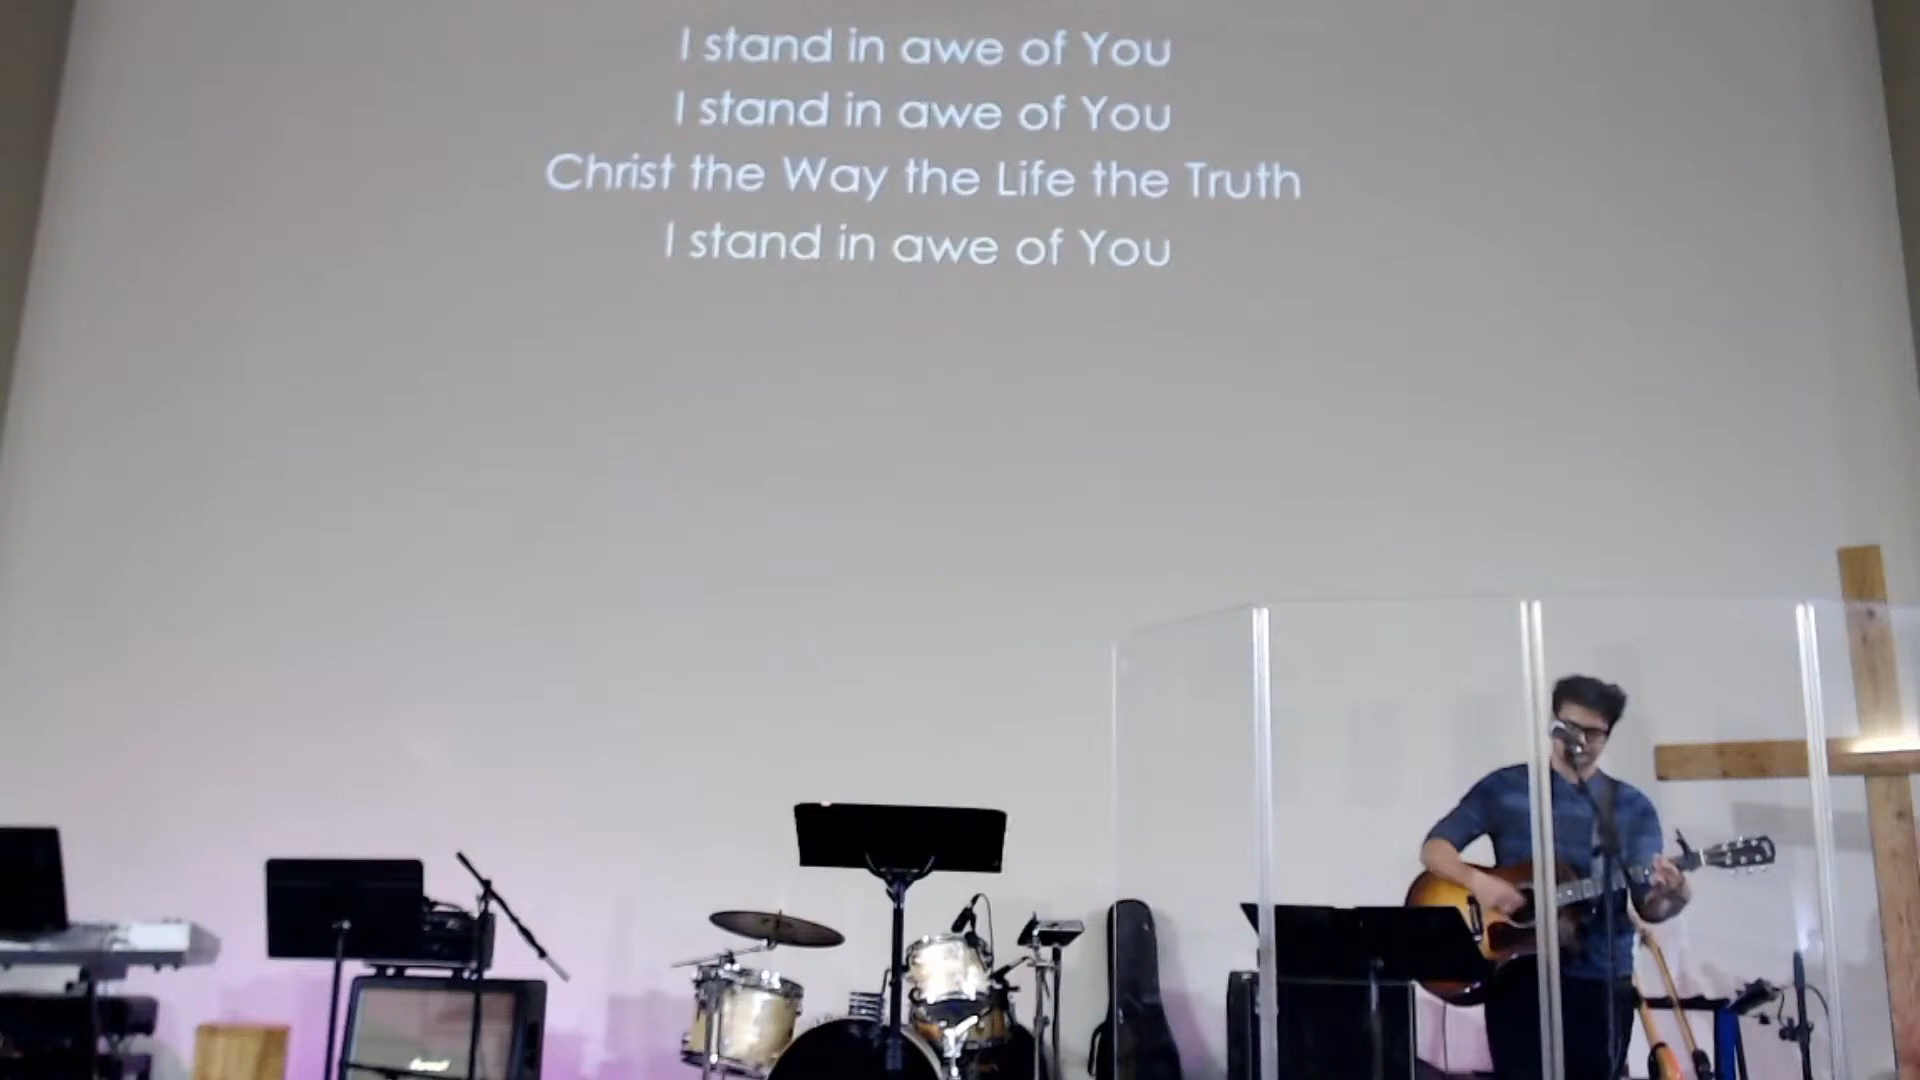 I stand in awe of You
I stand in awe of You
Christ the Way the Life the Truth
I stand in awe of You